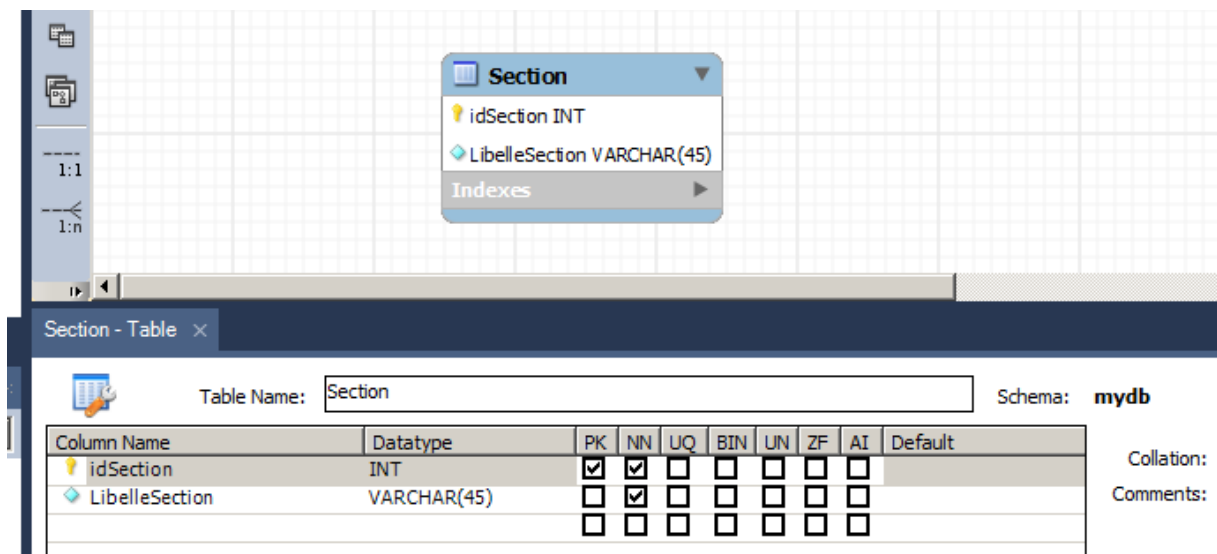 Section
idSection INT
LibelleSection VARCHAR(45)
Indexes
1:1
1:n
Section - Table
Table Name: Section Schema: mydb
Column Name Datatype PK NN UQ BIN UN ZF AI Default
idSection INT
LibelleSection VARCHAR(45)
Collation:
Comments: